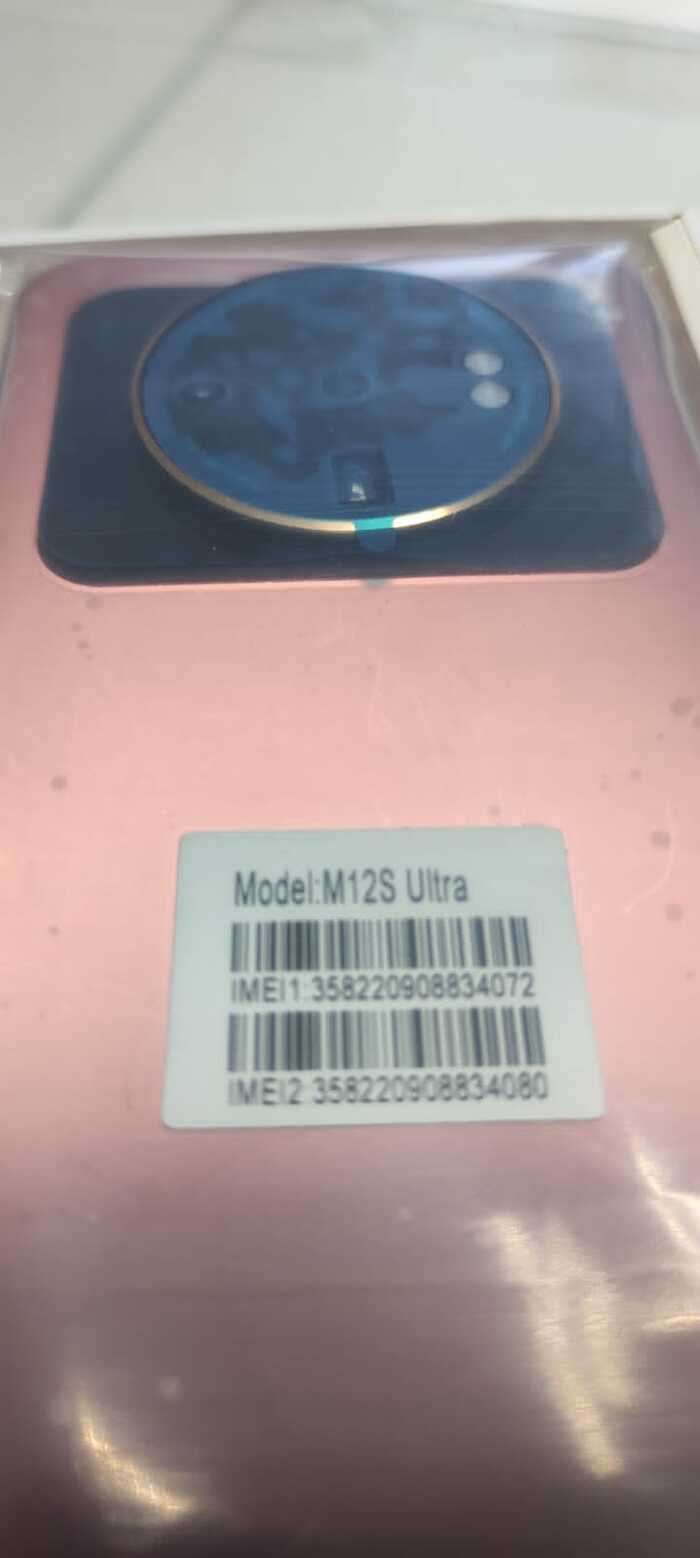 Model:M12S Ultra
IMEI1:358220908834072
IMEI2:358220908834080